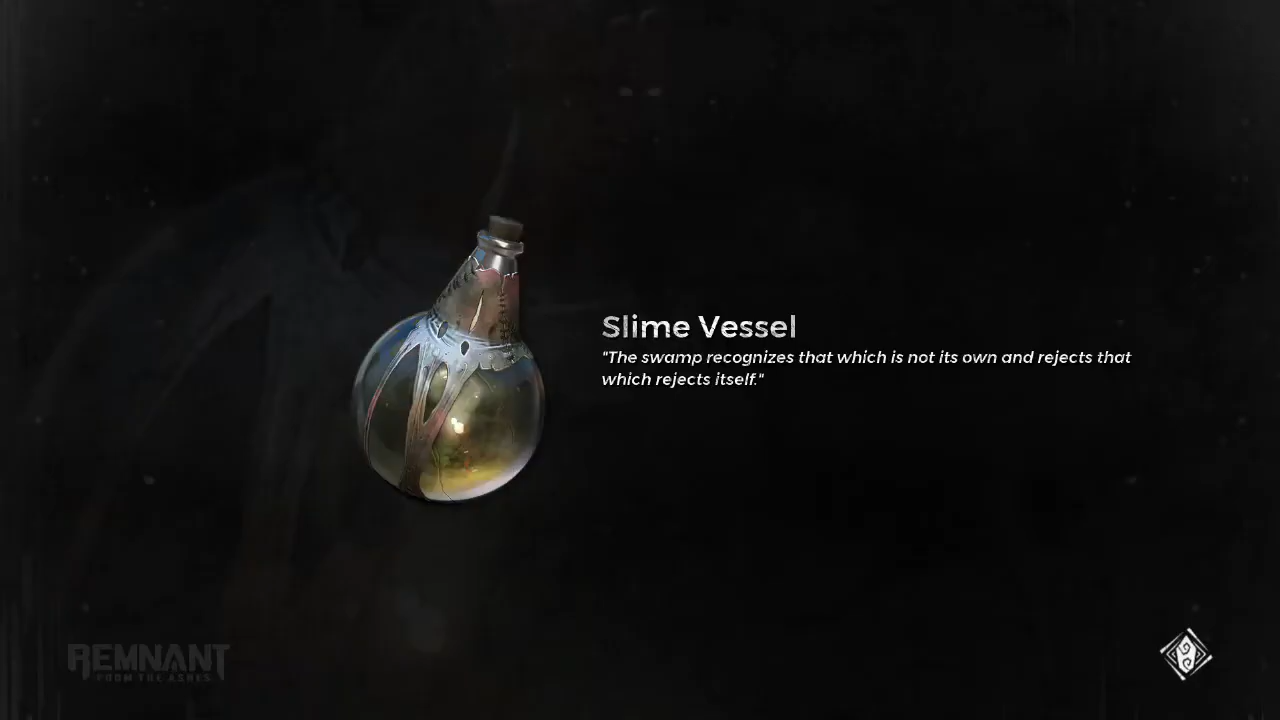 Slime Vessel
"The swamp recognizes that which is not its own and rejects that
which rejects itself."
REMNANT
FROM THE ASHES